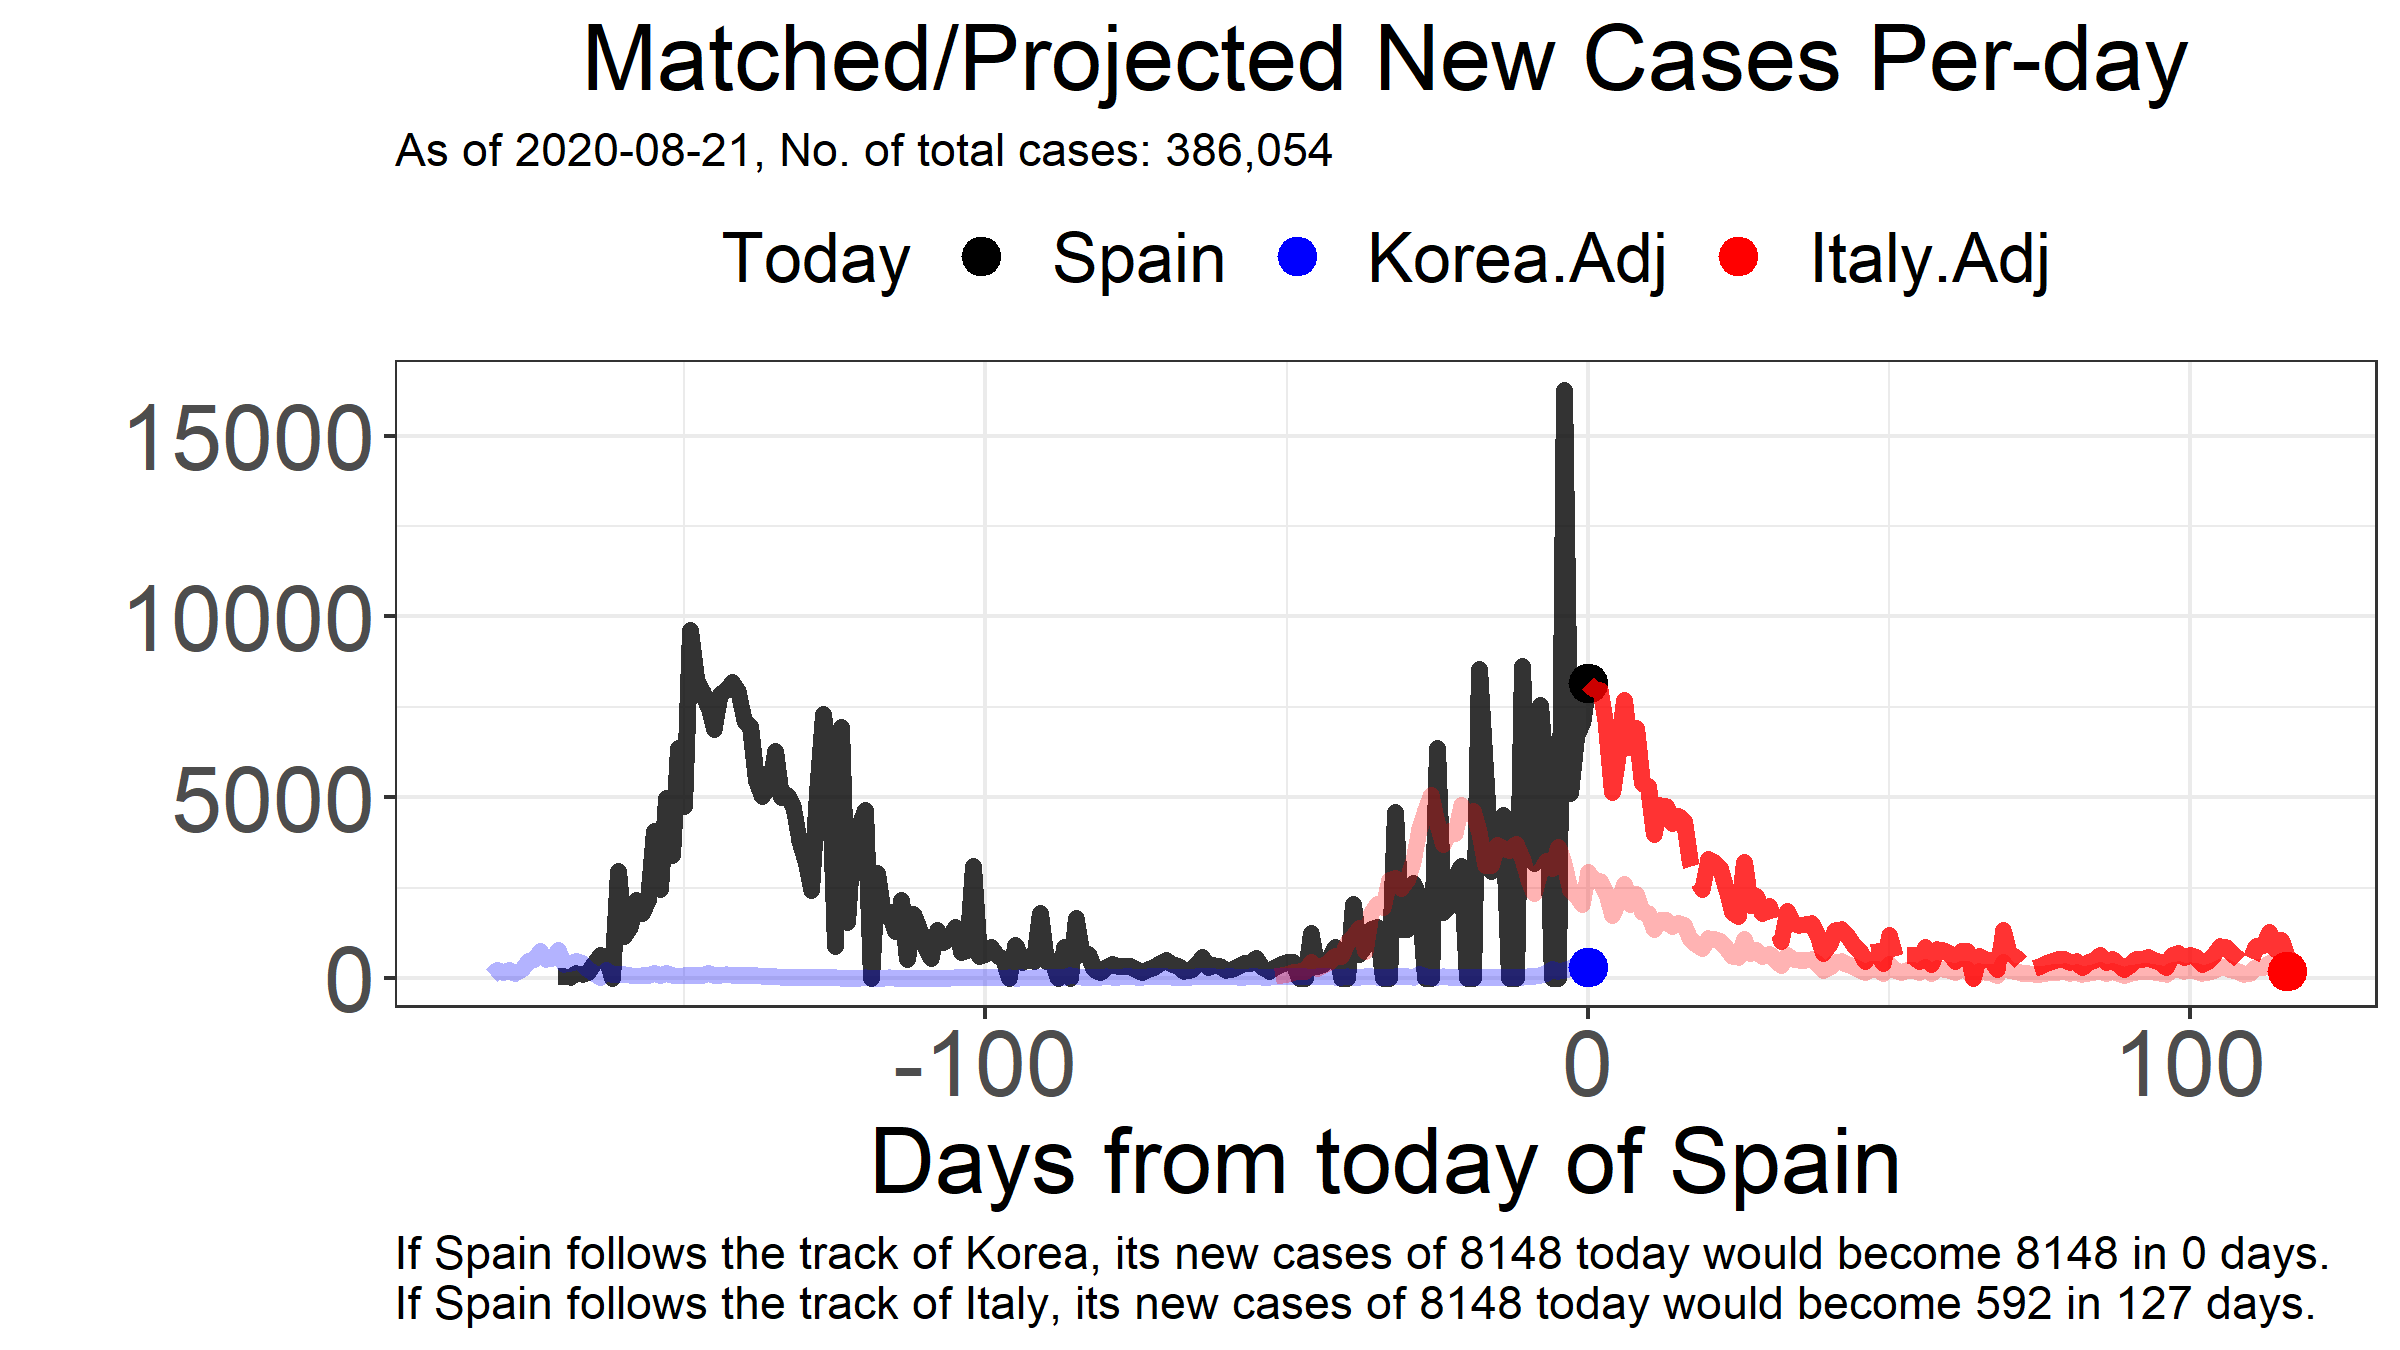 Matched/Projected New Cases Per-day
As of 2020-08-21, No. of total cases: 386,054
Today Spain Korea.Adj Italy.Adj
15000
10000
5000
0
-100 0 100
Days from today of Spain
If Spain follows the track of Korea, its new cases of 8148 today would become 8148 in 0 days.
If Spain follows the track of Italy, its new cases of 8148 today would become 592 in 127 days.